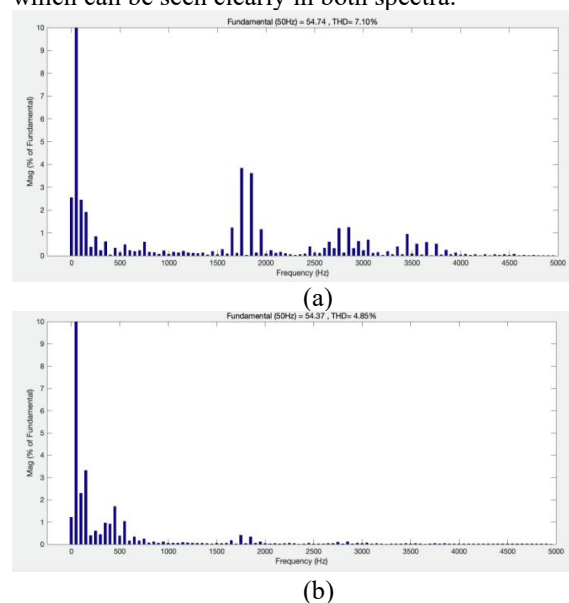 which can be seen clearly in both spectra.
Fundamental (50Hz) = 54.74 , THD= 7.10%
Mag (% of Fundamental)
10
9
8
7
6
5
4
3
2
1
0
0 500 1000 1500 2000 2500 3000 3500 4000 4500 5000
Frequency (Hz)
(a)
Fundamental (50Hz) = 54.37 , THD= 4.85%
Mag (% of Fundamental)
10
9
8
7
6
5
4
3
2
1
0
0 500 1000 1500 2000 2500 3000 3500 4000 4500 5000
Frequency (Hz)
(b)